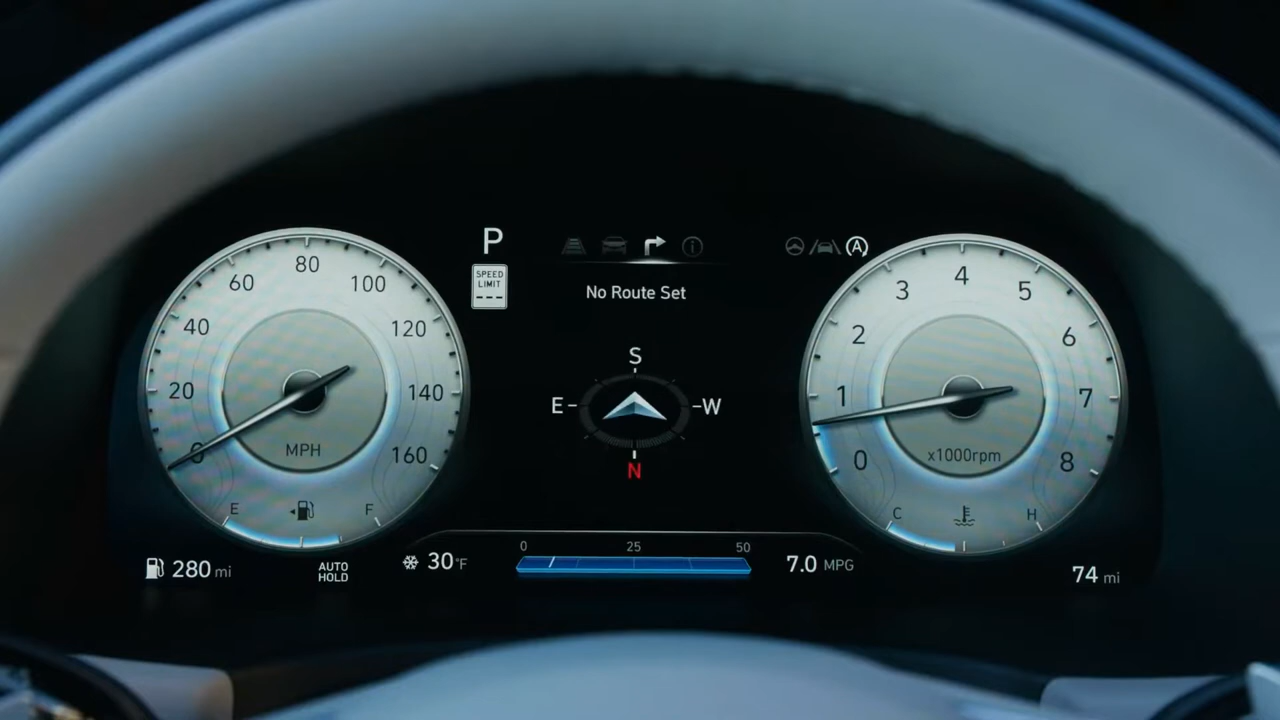 P
SPEED
LIMIT
---
No Route Set
0
20
40
60
80
100
120
140
160
MPH
E
F
S
E
W
N
A
0
1
2
3
4
5
6
7
8
x1000rpm
C
H
280 mi
AUTO
HOLD
30°F
0 25 50
7.0 MPG
74 mi